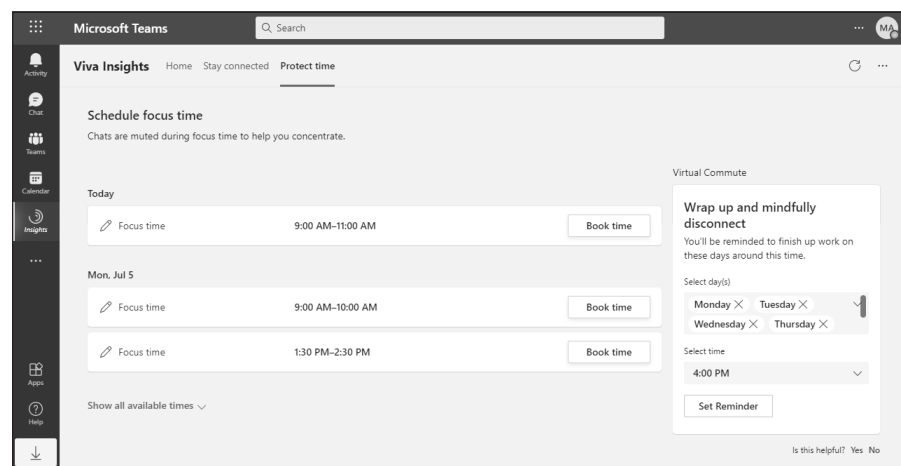 Microsoft Teams
Search
MA
Activity
Chat
Teams
Calendar
Insights
Apps
Help
Viva Insights Home Stay connected Protect time
Schedule focus time
Chats are muted during focus time to help you concentrate.
Today
Focus time 9:00 AM–11:00 AM Book time
Mon, Jul 5
Focus time 9:00 AM–10:00 AM Book time
Focus time 1:30 PM–2:30 PM Book time
Show all available times
Virtual Commute
Wrap up and mindfully
disconnect
You'll be reminded to finish up work on
these days around this time.
Select day(s)
Monday Tuesday
Wednesday Thursday
Select time
4:00 PM
Set Reminder
Is this helpful? Yes No